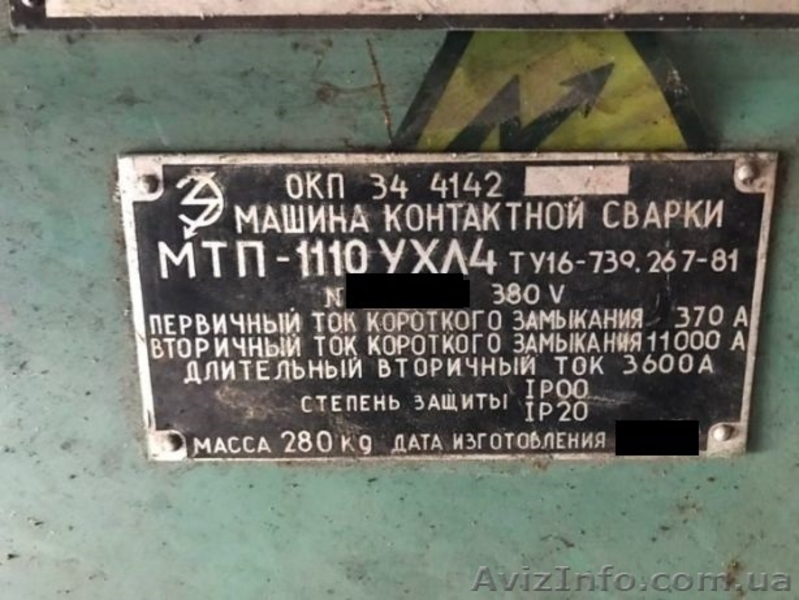 ОКП 34 4142
МАШИНА КОНТАКТНОЙ СВАРКИ
МТП-1110 УХЛ4 ТУ16-739.267-81
N 380 V
ПЕРВИЧНЫЙ ТОК КОРОТКОГО ЗАМЫКАНИЯ 370 А
ВТОРИЧНЫЙ ТОК КОРОТКОГО ЗАМЫКАНИЯ 11000 А
ДЛИТЕЛЬНЫЙ ВТОРИЧНЫЙ ТОК 3600А
СТЕПЕНЬ ЗАЩИТЫ IP00
IP20
МАССА 280 кg ДАТА ИЗГОТОВЛЕНИЯ
AvizInfo.com.ua